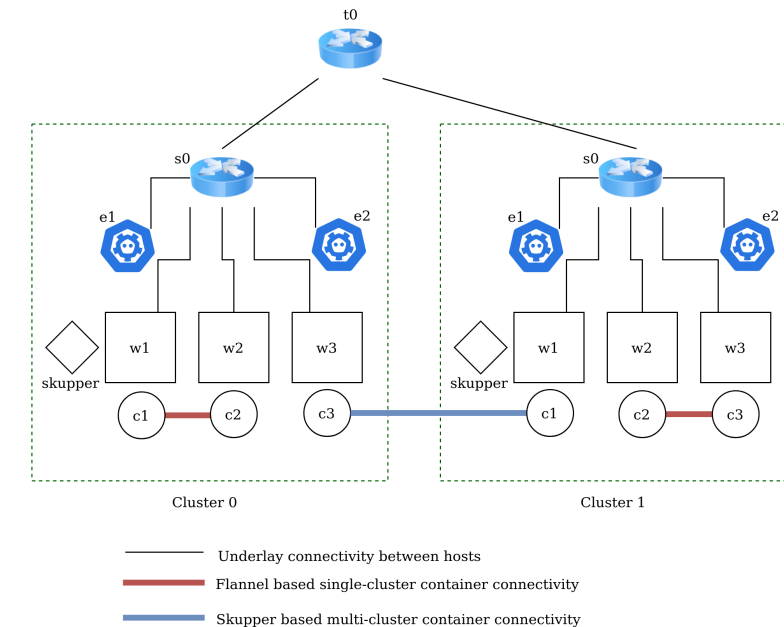 t0
s0
s0
e1
e2
e1
e2
w1
w2
w3
w1
w2
w3
skupper
skupper
c1
c2
c3
c1
c2
c3
Cluster 0
Cluster 1
Underlay connectivity between hosts
Flannel based single-cluster container connectivity
Skupper based multi-cluster container connectivity